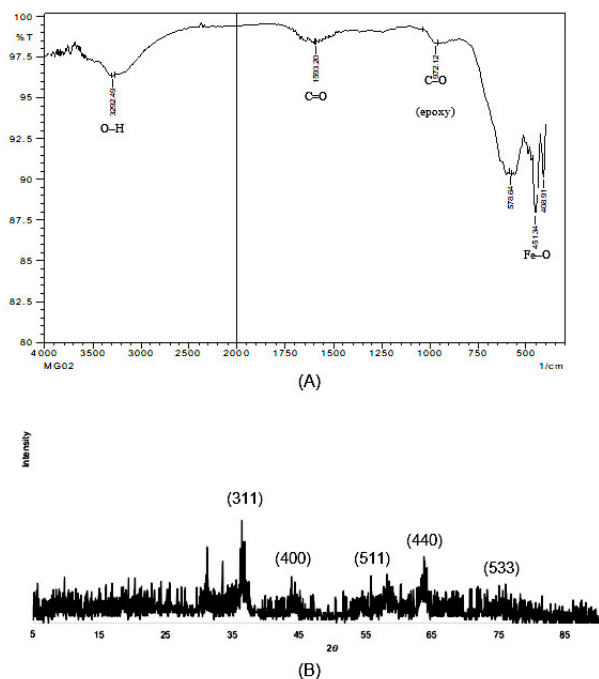 100
%T
97.5
95
92.5
90
87.5
85
82.5
80
3292.49
O–H
1593.20
C=O
972.12
C–O
(epoxy)
578.64
451.34
408.91
Fe–O
4000 3500 3000 2500 2000 1750 1500 1250 1000 750 500
MG02 1/cm
(A)
Intensity
(311)
(400)
(511)
(440)
(533)
5 15 25 35 45 55 65 75 85
2θ
(B)